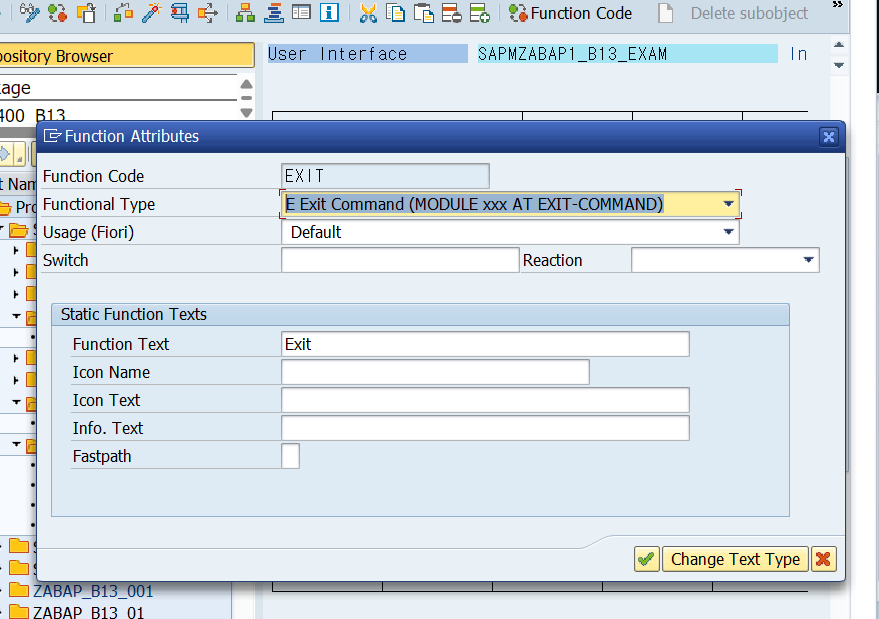 Function Code Delete subobject »
pository Browser
User Interface SAPMZABAP1_B13_EXAM In
age
400_B13
Function Attributes
Function Code EXIT
Functional Type E Exit Command (MODULE xxx AT EXIT-COMMAND)
Usage (Fiori) Default
Switch Reaction
t Nam
Pro
Static Function Texts
Function Text Exit
Icon Name
Icon Text
Info. Text
Fastpath
Change Text Type
ZABAP_B13_001
ZABAP_B13_01